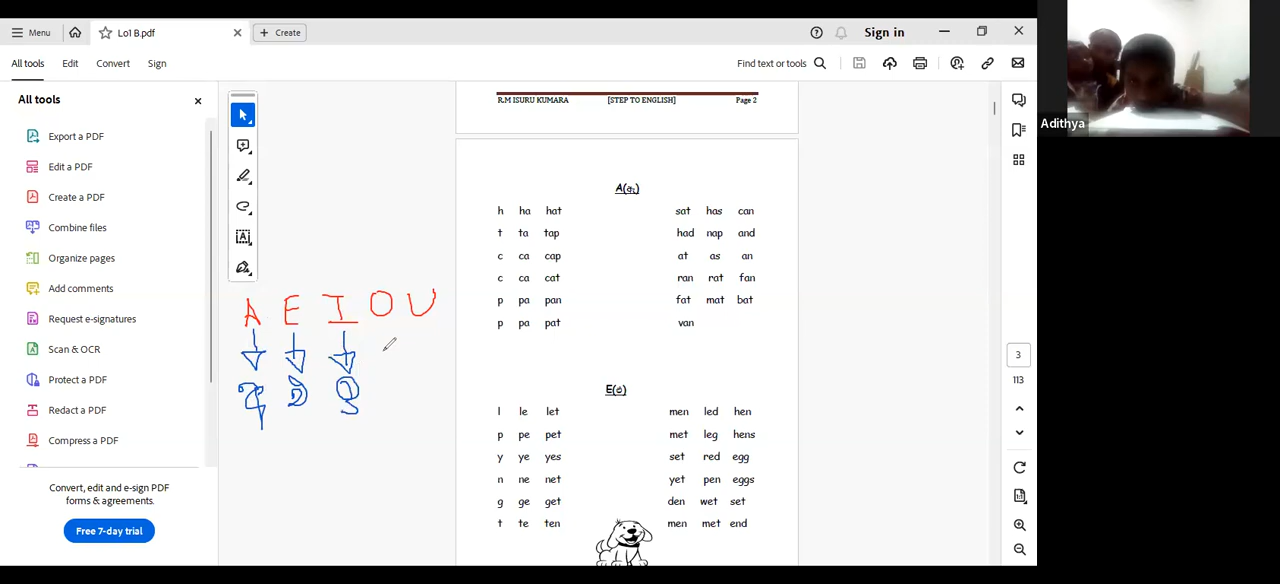 Menu Lo1 B.pdf Create Sign in
All tools Edit Convert Sign Find text or tools
All tools
Export a PDF
Edit a PDF
Create a PDF
Combine files
Organize pages
Add comments
Request e-signatures
Scan & OCR
Protect a PDF
Redact a PDF
Compress a PDF
Convert, edit and e-sign PDF
forms & agreements.
Free 7-day trial
A E I O U
R.M ISURU KUMARA [STEP TO ENGLISH] Page 2
A(ඇ)
h ha hat sat has can
t ta tap had nap and
c ca cap at as an
c ca cat ran rat fan
p pa pan fat mat bat
p pa pat van
E(එ)
l le let men led hen
p pe pet met leg hens
y ye yes set red egg
n ne net yet pen eggs
g ge get den wet set
t te ten men met end
3
113
Adithya